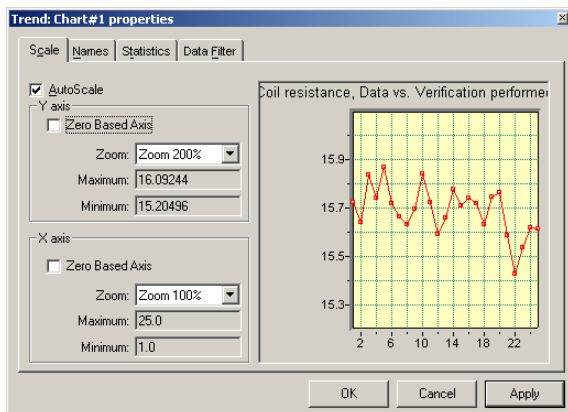 Trend: Chart#1 properties
Scale Names Statistics Data Filter
AutoScale
Y axis
Zero Based Axis
Zoom: Zoom 200%
Maximum: 16.09244
Minimum: 15.20496
X axis
Zero Based Axis
Zoom: Zoom 100%
Maximum: 25.0
Minimum: 1.0
Coil resistance, Data vs. Verification performed
15.9
15.7
15.5
15.3
2 6 10 14 18 22
OK Cancel Apply